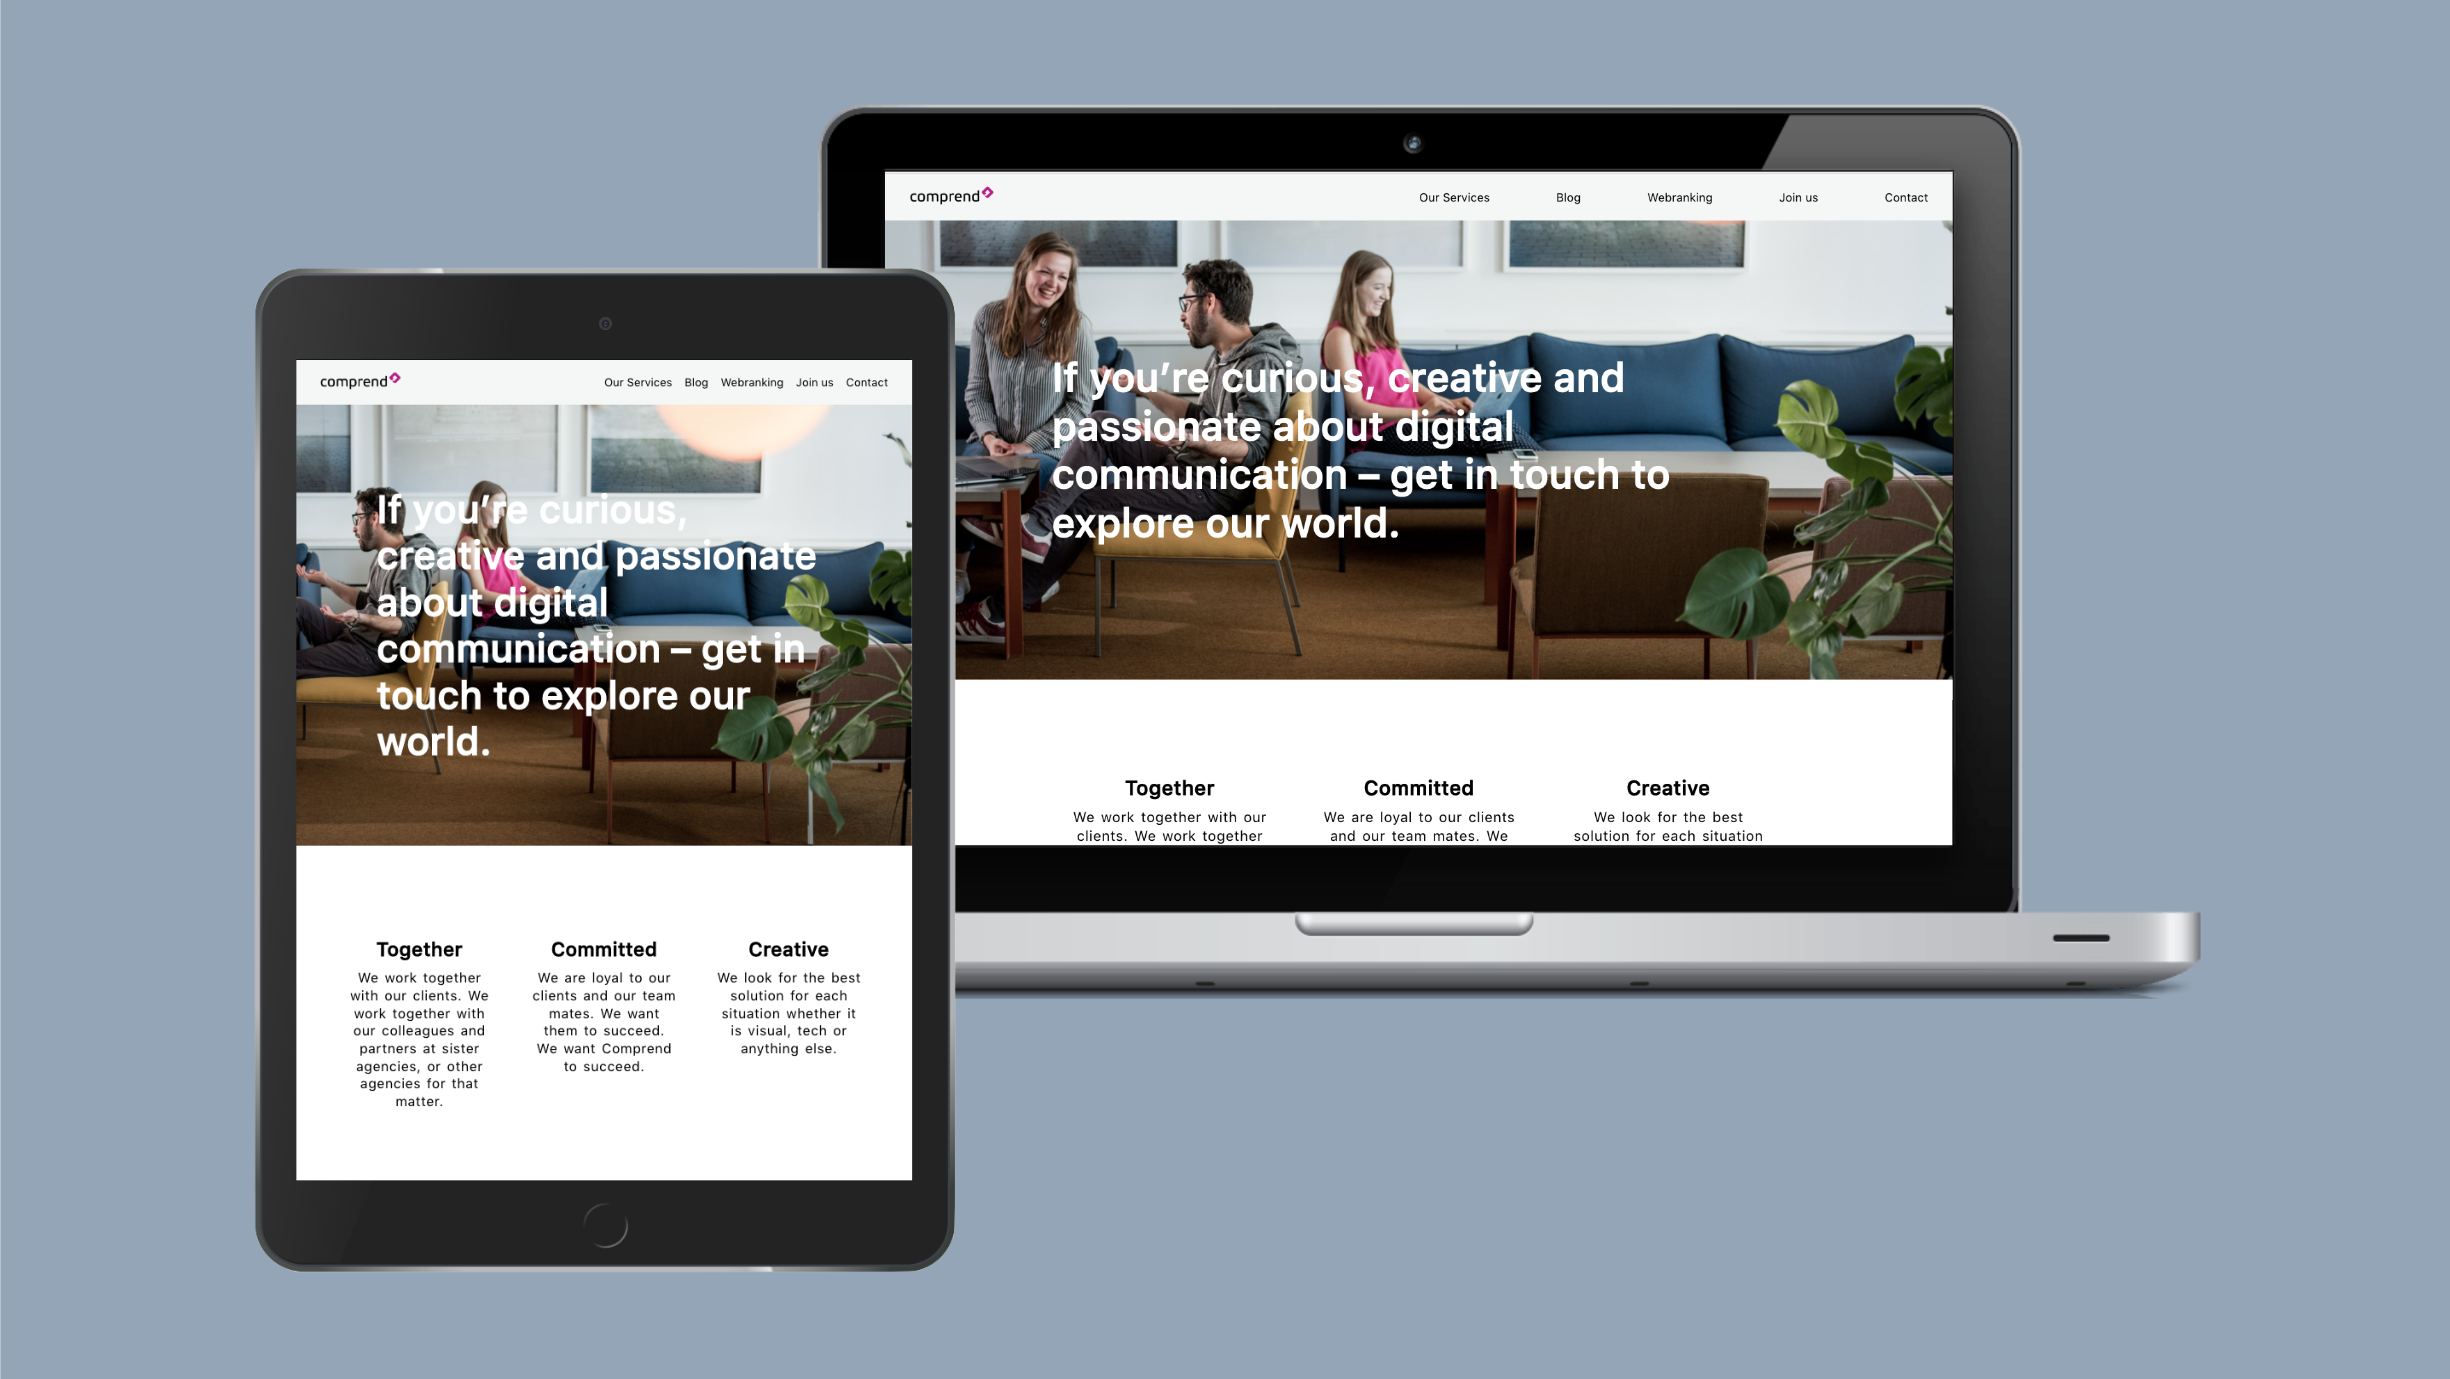 comprend
Our Services Blog Webranking Join us Contact
If you're curious, creative and
passionate about digital
communication – get in touch to
explore our world.
Together
We work together with our
clients. We work together
Committed
We are loyal to our clients
and our team mates. We
Creative
We look for the best
solution for each situation
comprend
Our Services Blog Webranking Join us Contact
If you're curious,
creative and passionate
about digital
communication – get in
touch to explore our
world.
Together
We work together
with our clients. We
work together with
our colleagues and
partners at sister
agencies, or other
agencies for that
matter.
Committed
We are loyal to our
clients and our team
mates. We want
them to succeed.
We want Comprend
to succeed.
Creative
We look for the best
solution for each
situation whether it
is visual, tech or
anything else.